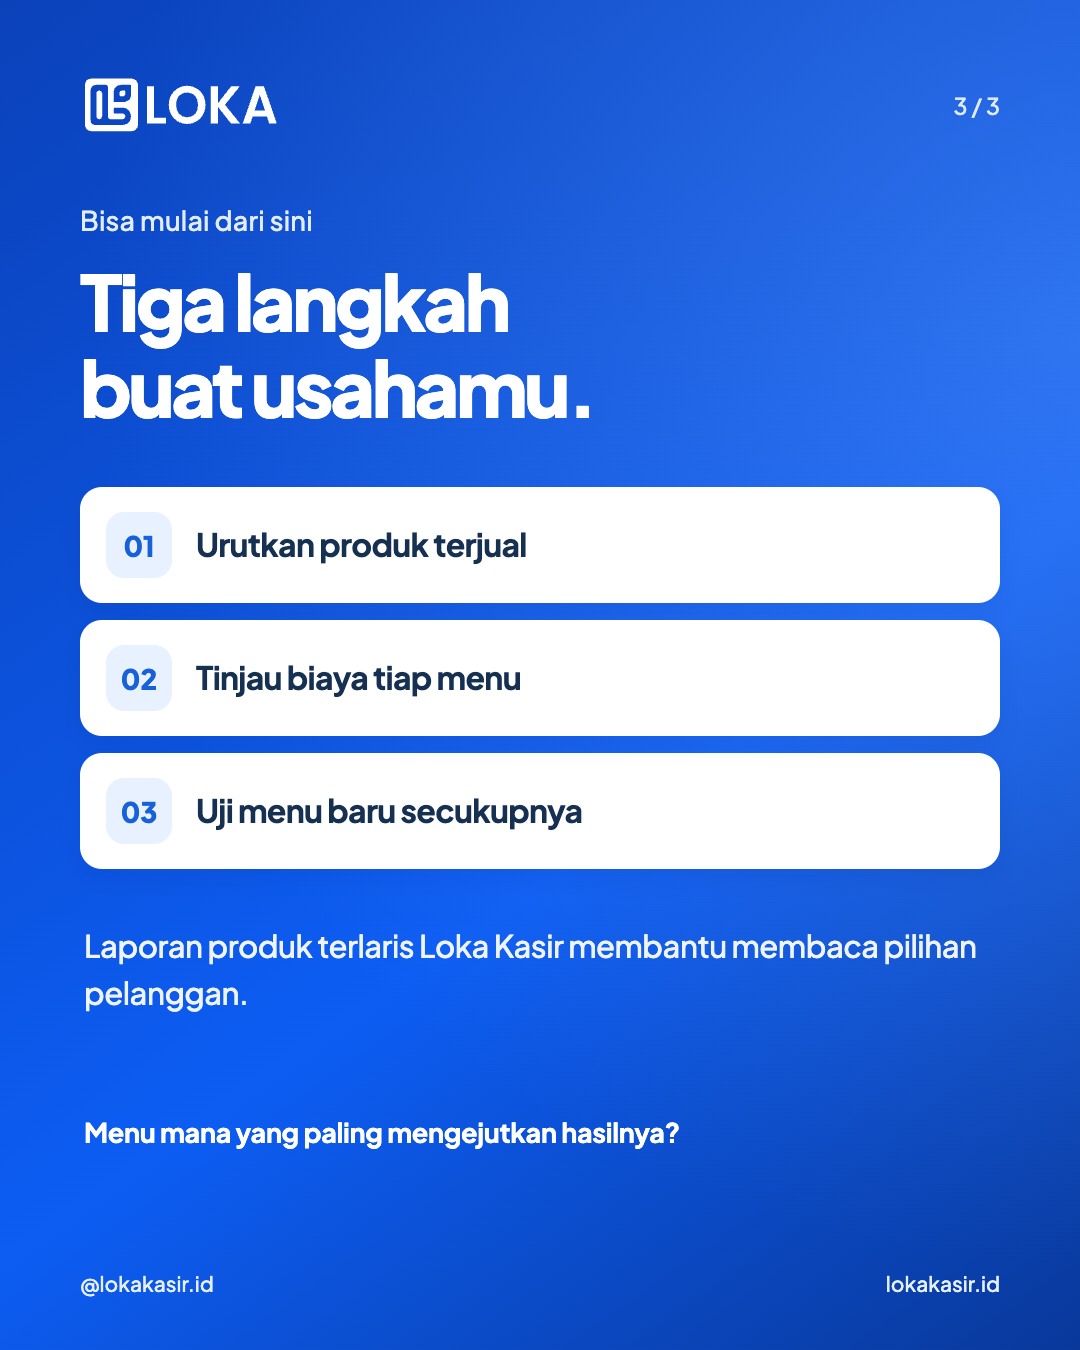 LOKA
3 / 3
Bisa mulai dari sini
Tiga langkah
buat usahamu.
01 Urutkan produk terjual
02 Tinjau biaya tiap menu
03 Uji menu baru secukupnya
Laporan produk terlaris Loka Kasir membantu membaca pilihan
pelanggan.
Menu mana yang paling mengejutkan hasilnya?
@lokakasir.id
lokakasir.id